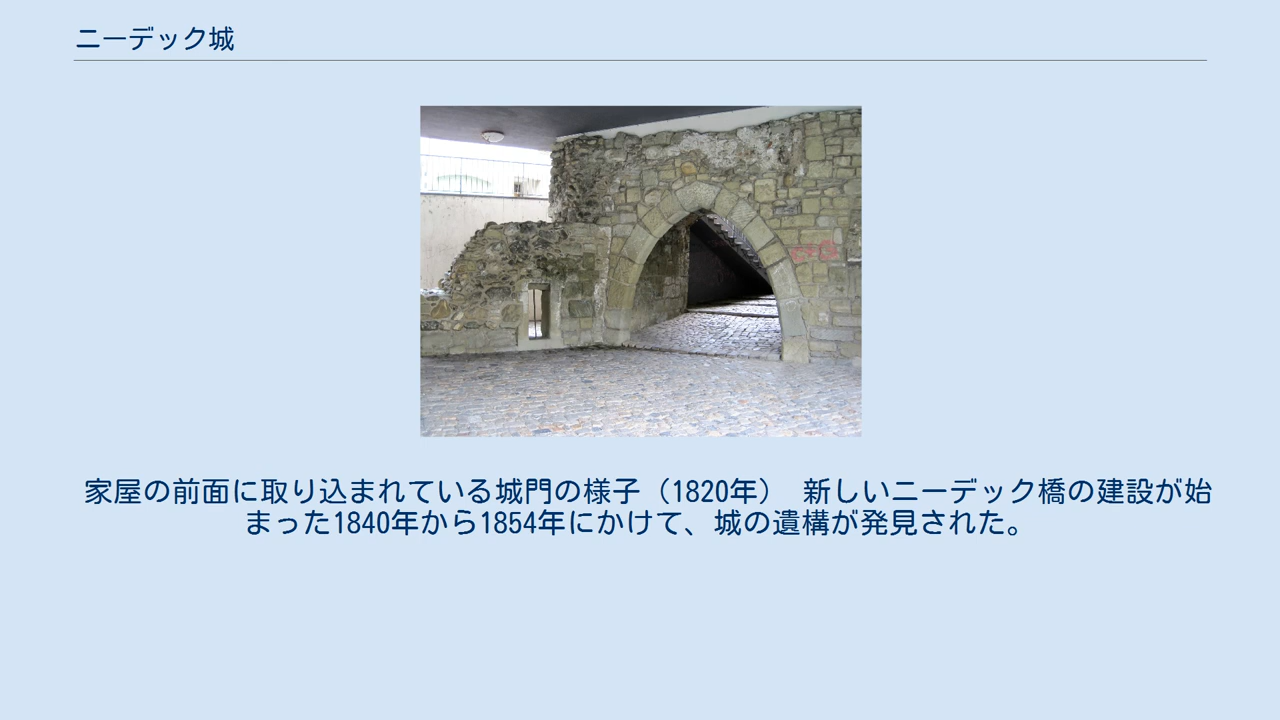 ニーデック城
家屋の前面に取り込まれている城門の様子（1820年） 新しいニーデック橋の建設が始
まった1840年から1854年にかけて、城の遺構が発見された。